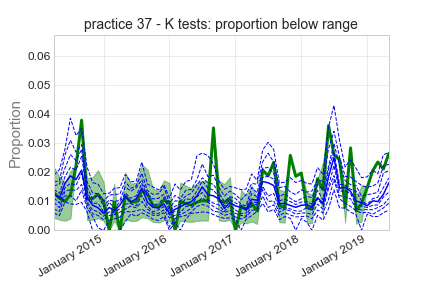 practice 37 - K tests: proportion below range
0.06
0.05
0.04
0.03
0.02
0.01
0.00
Proportion
January 2015
January 2016
January 2017
January 2018
January 2019